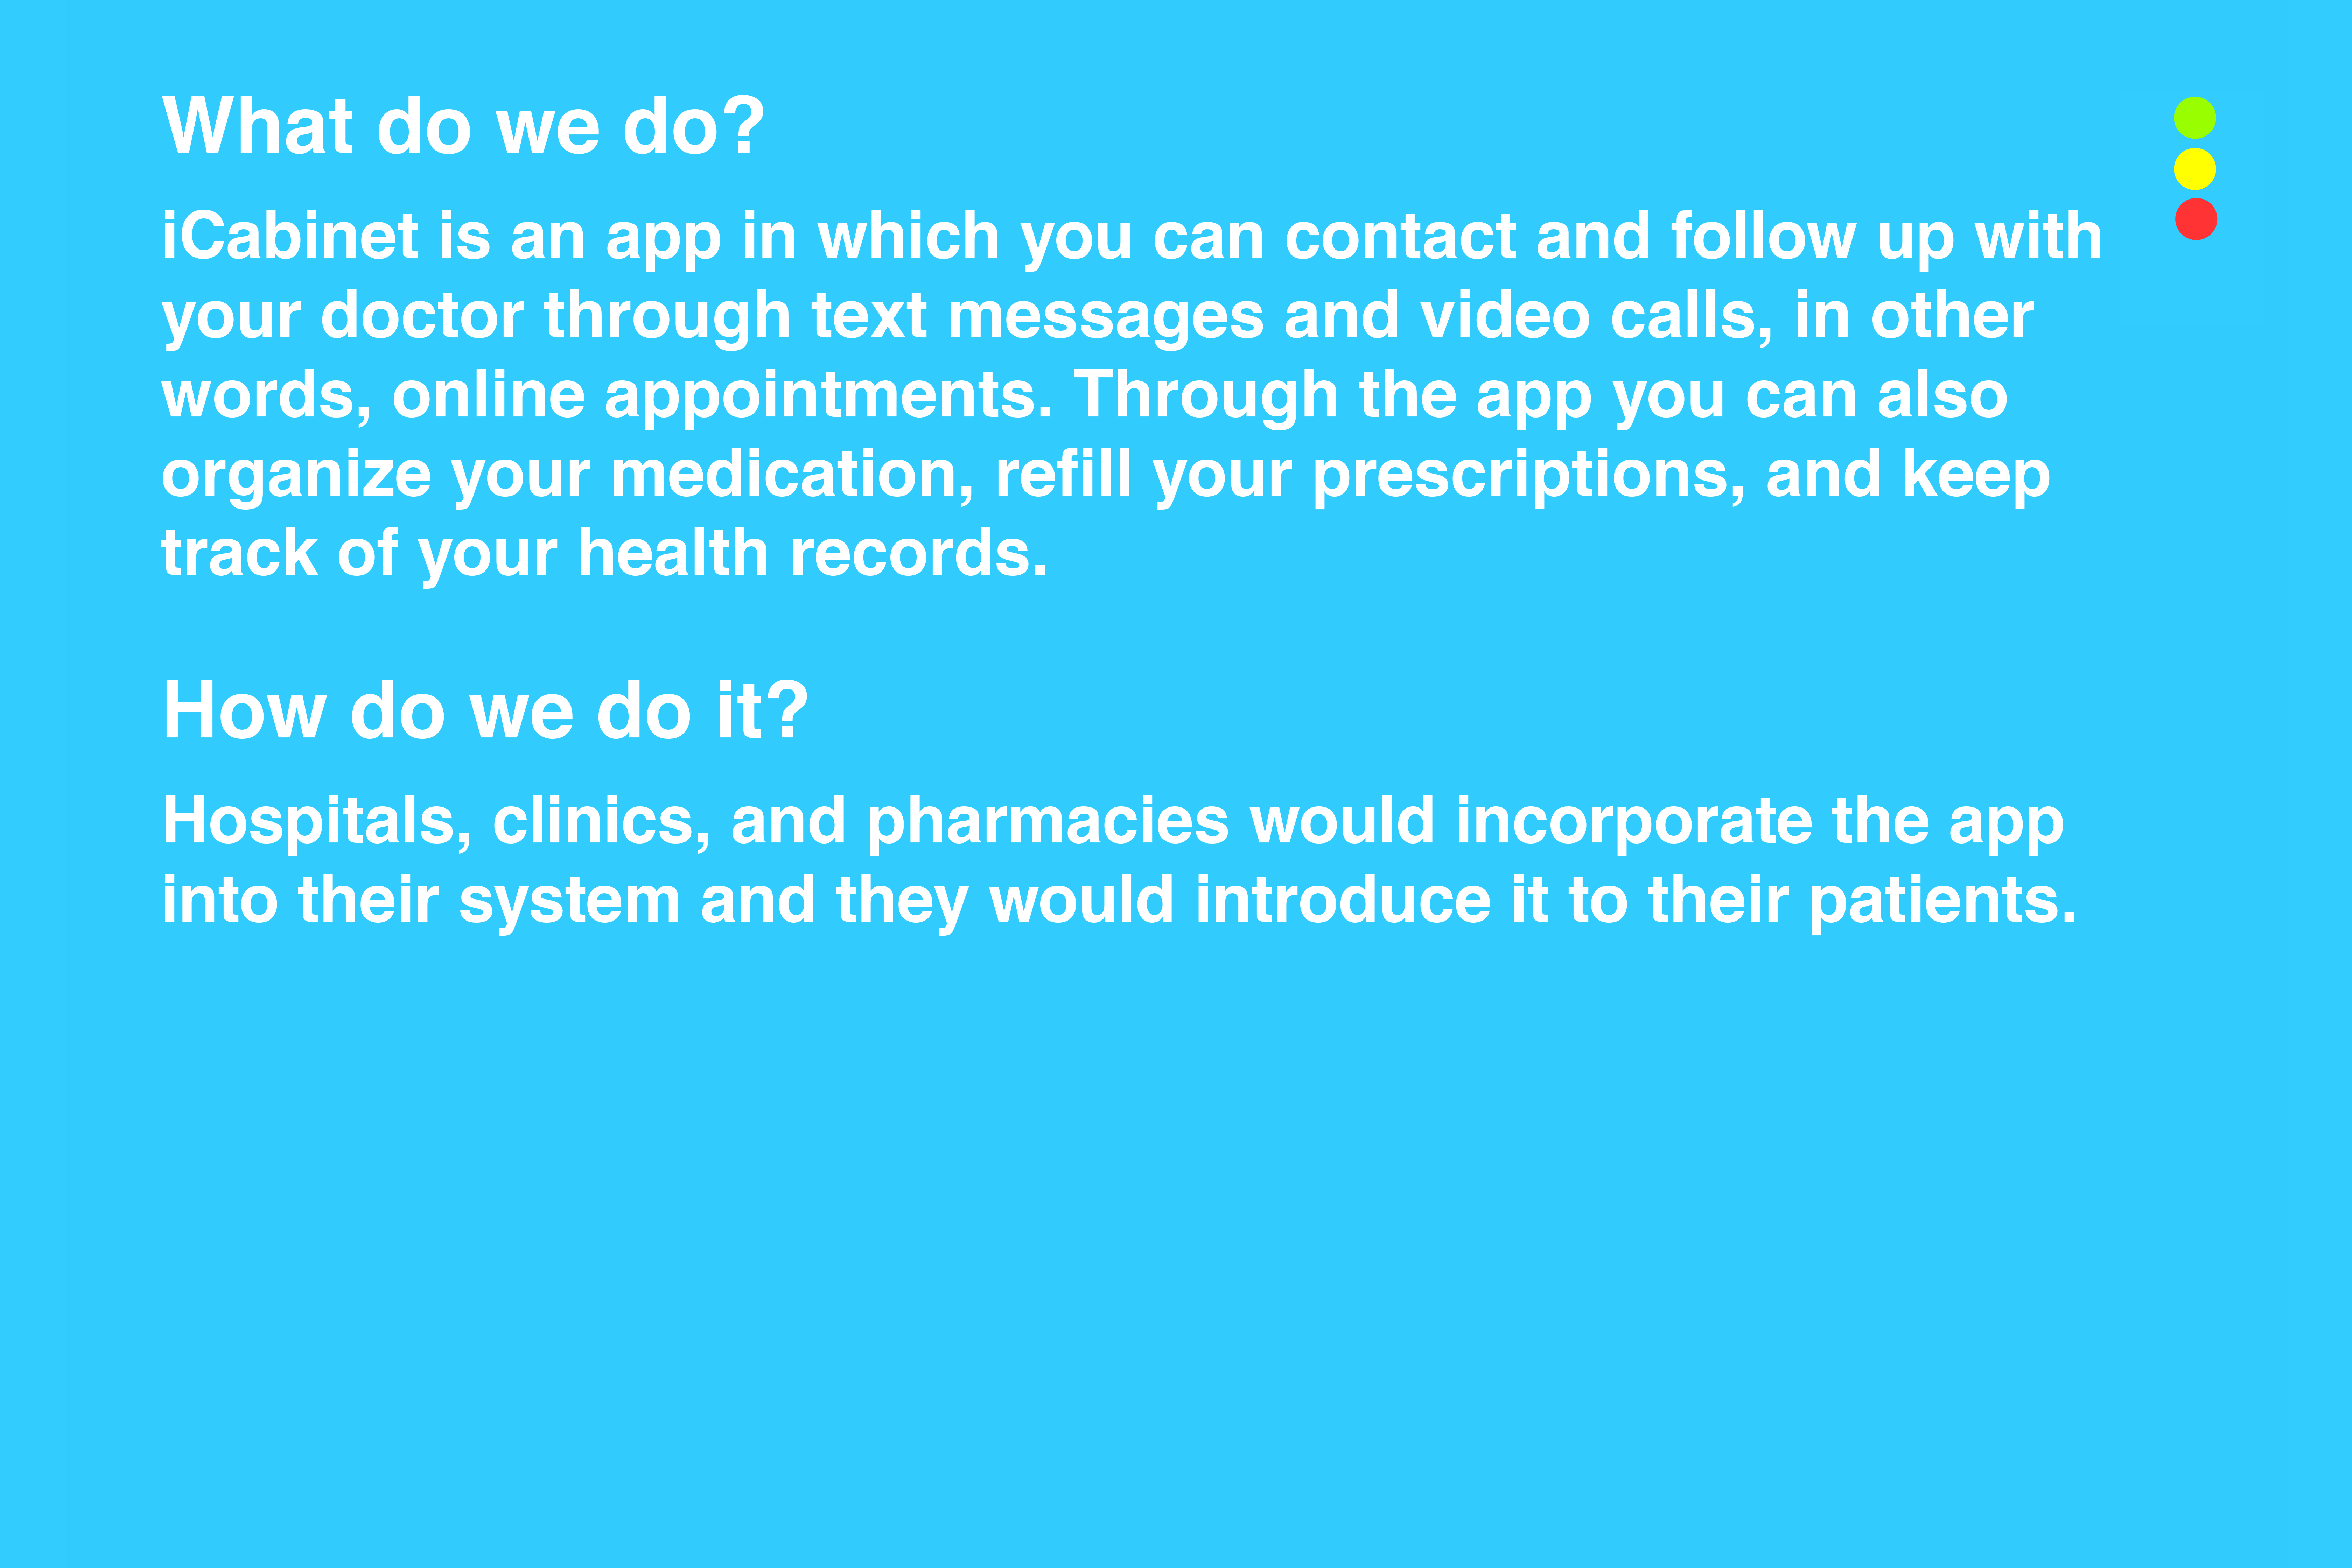 What do we do?
iCabinet is an app in which you can contact and follow up with
your doctor through text messages and video calls, in other
words, online appointments. Through the app you can also
organize your medication, refill your prescriptions, and keep
track of your health records.
How do we do it?
Hospitals, clinics, and pharmacies would incorporate the app
into their system and they would introduce it to their patients.